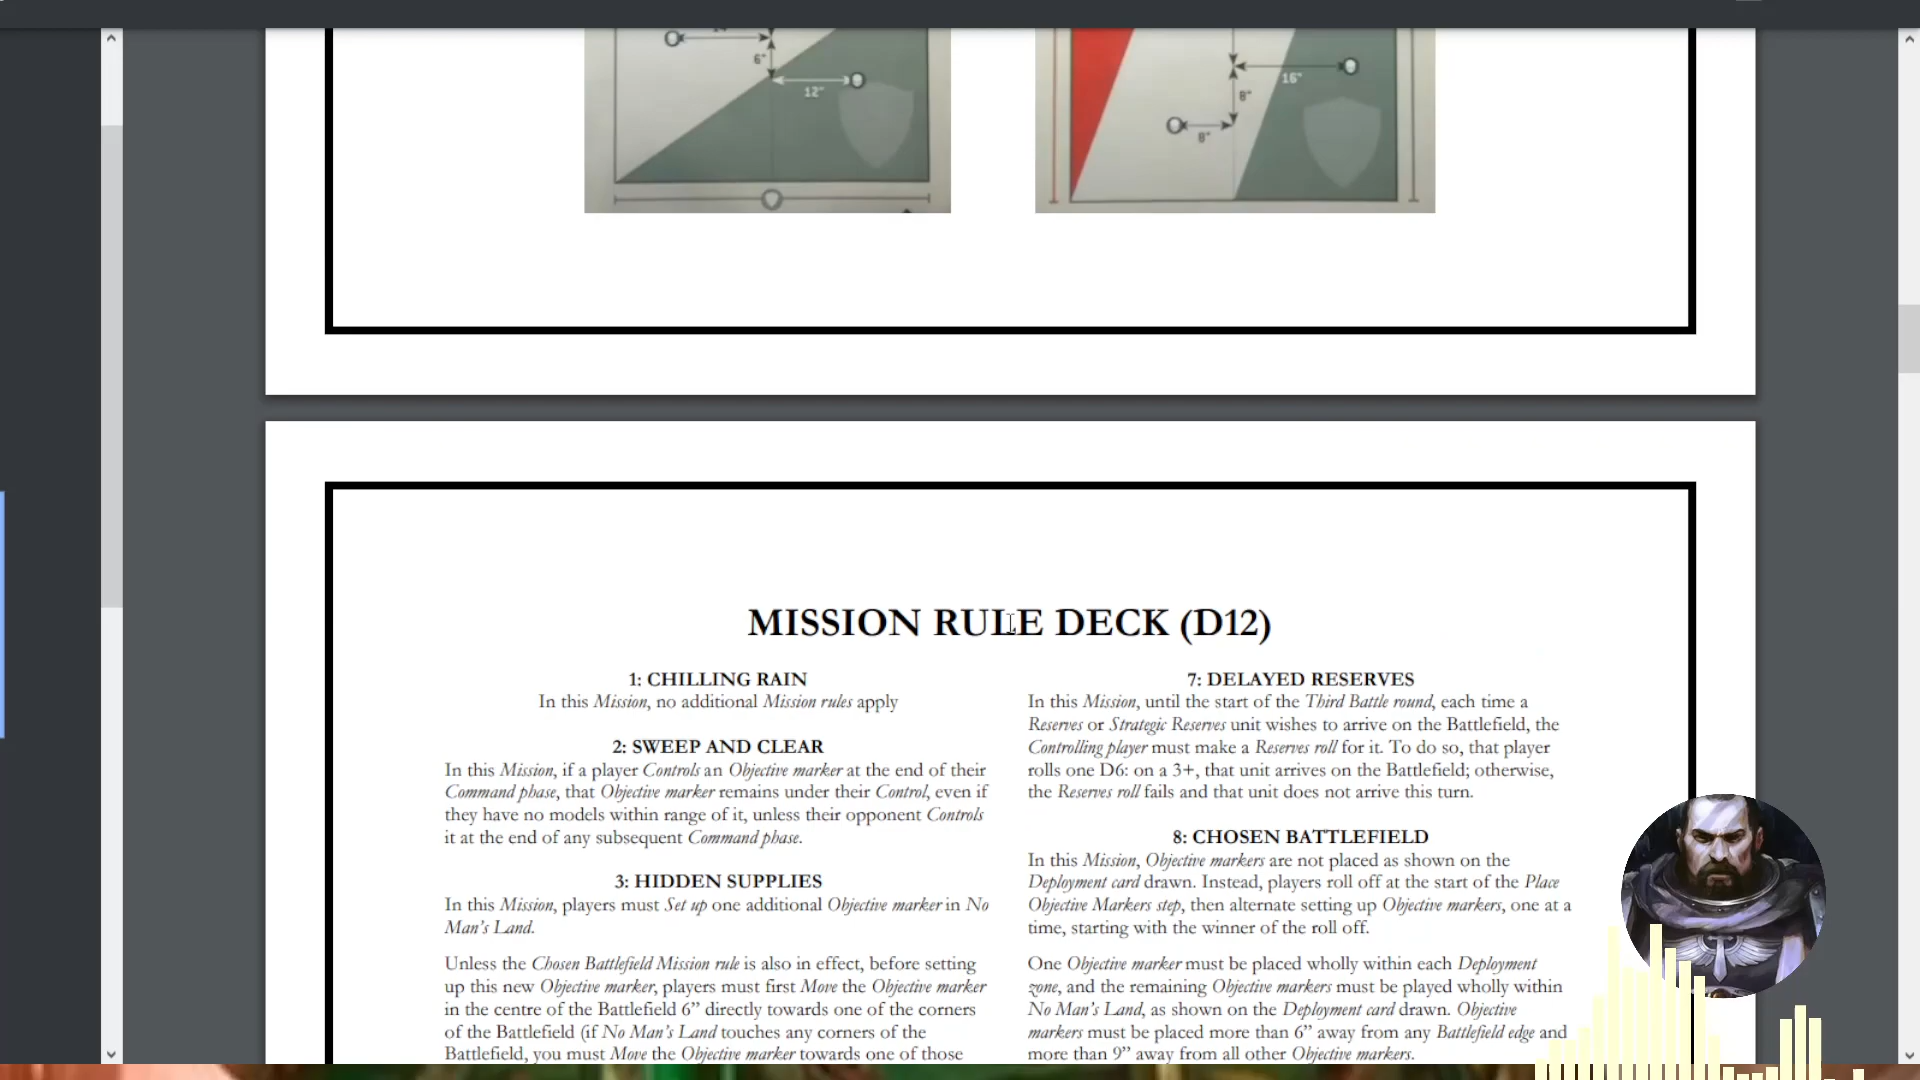 6"
12"
16"
8"
8"
MISSION RULE DECK (D12)
1: CHILLING RAIN
In this Mission, no additional Mission rules apply
2: SWEEP AND CLEAR
In this Mission, if a player Controls an Objective marker at the end of their
Command phase, that Objective marker remains under their Control, even if
they have no models within range of it, unless their opponent Controls
it at the end of any subsequent Command phase.
3: HIDDEN SUPPLIES
In this Mission, players must Set up one additional Objective marker in No
Man's Land.
Unless the Chosen Battlefield Mission rule is also in effect, before setting
up this new Objective marker, players must first Move the Objective marker
in the centre of the Battlefield 6” directly towards one of the corners
of the Battlefield (if No Man's Land touches any corners of the
Battlefield, you must Move the Objective marker towards one of those
7: DELAYED RESERVES
In this Mission, until the start of the Third Battle round, each time a
Reserves or Strategic Reserves unit wishes to arrive on the Battlefield, the
Controlling player must make a Reserves roll for it. To do so, that player
rolls one D6: on a 3+, that unit arrives on the Battlefield; otherwise,
the Reserves roll fails and that unit does not arrive this turn.
8: CHOSEN BATTLEFIELD
In this Mission, Objective markers are not placed as shown on the
Deployment card drawn. Instead, players roll off at the start of the Place
Objective Markers step, then alternate setting up Objective markers, one at a
time, starting with the winner of the roll off.
One Objective marker must be placed wholly within each Deployment
zone, and the remaining Objective markers must be played wholly within
No Man's Land, as shown on the Deployment card drawn. Objective
markers must be placed more than 6” away from any Battlefield edge and
more than 9” away from all other Objective markers.